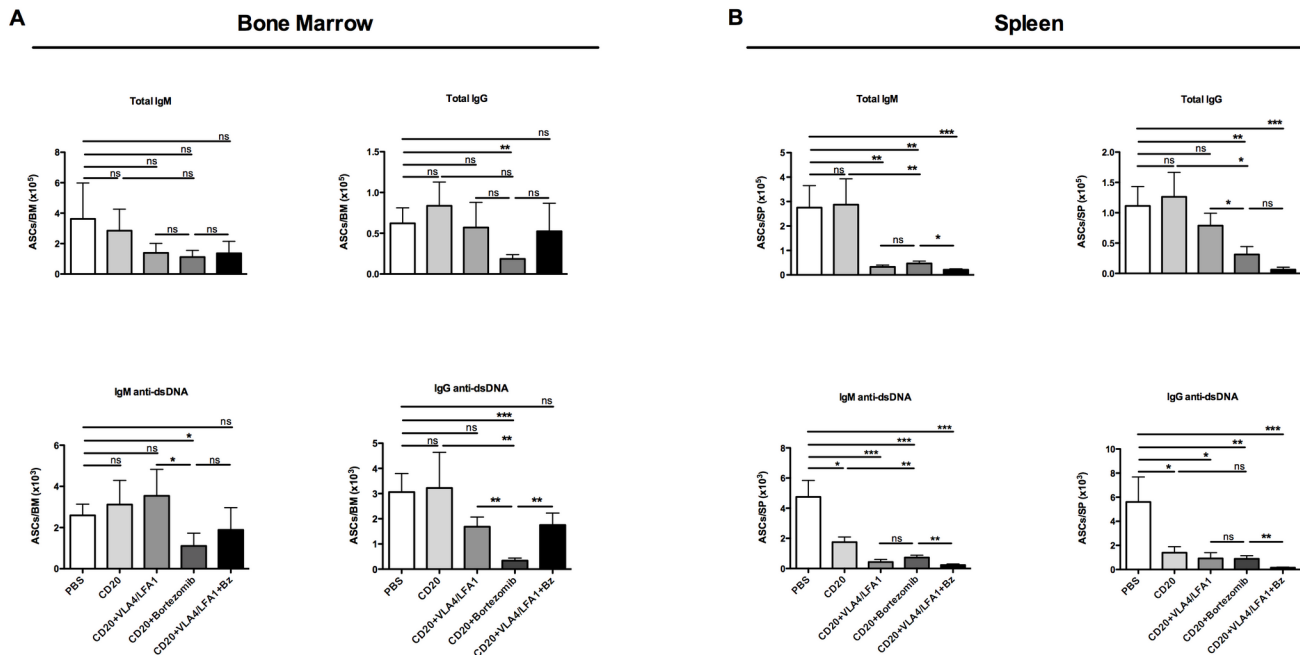 A
Bone Marrow
B
Spleen
Total IgM
ns
ns
ns
ns
ns
ns
ns
8
6
4
2
0
ASCs/BM (x10⁵)
Total IgG
ns
**
ns
ns
ns
ns
ns
1.5
1.0
0.5
0.0
ASCs/BM (x10⁵)
Total IgM
***
**
**
ns
**
ns
*
5
4
3
2
1
0
ASCs/SP (x10⁵)
Total IgG
***
**
ns
ns
*
*
ns
2.0
1.5
1.0
0.5
0.0
ASCs/SP (x10⁵)
IgM anti-dsDNA
ns
*
ns
ns
*
ns
6
4
2
0
ASCs/BM (x10³)
PBS
CD20
CD20+VLA4/LFA1
CD20+Bortezomib
CD20+VLA4/LFA1+Bz
IgG anti-dsDNA
ns
***
ns
ns
**
**
**
5
4
3
2
1
0
ASCs/BM (x10³)
PBS
CD20
CD20+VLA4/LFA1
CD20+Bortezomib
CD20+VLA4/LFA1+Bz
IgM anti-dsDNA
***
***
***
*
**
ns
**
8
6
4
2
0
ASCs/SP (x10³)
PBS
CD20
CD20+VLA4/LFA1
CD20+Bortezomib
CD20+VLA4/LFA1+Bz
IgG anti-dsDNA
***
**
*
*
ns
ns
**
10
8
6
4
2
0
ASCs/SP (x10³)
PBS
CD20
CD20+VLA4/LFA1
CD20+Bortezomib
CD20+VLA4/LFA1+Bz